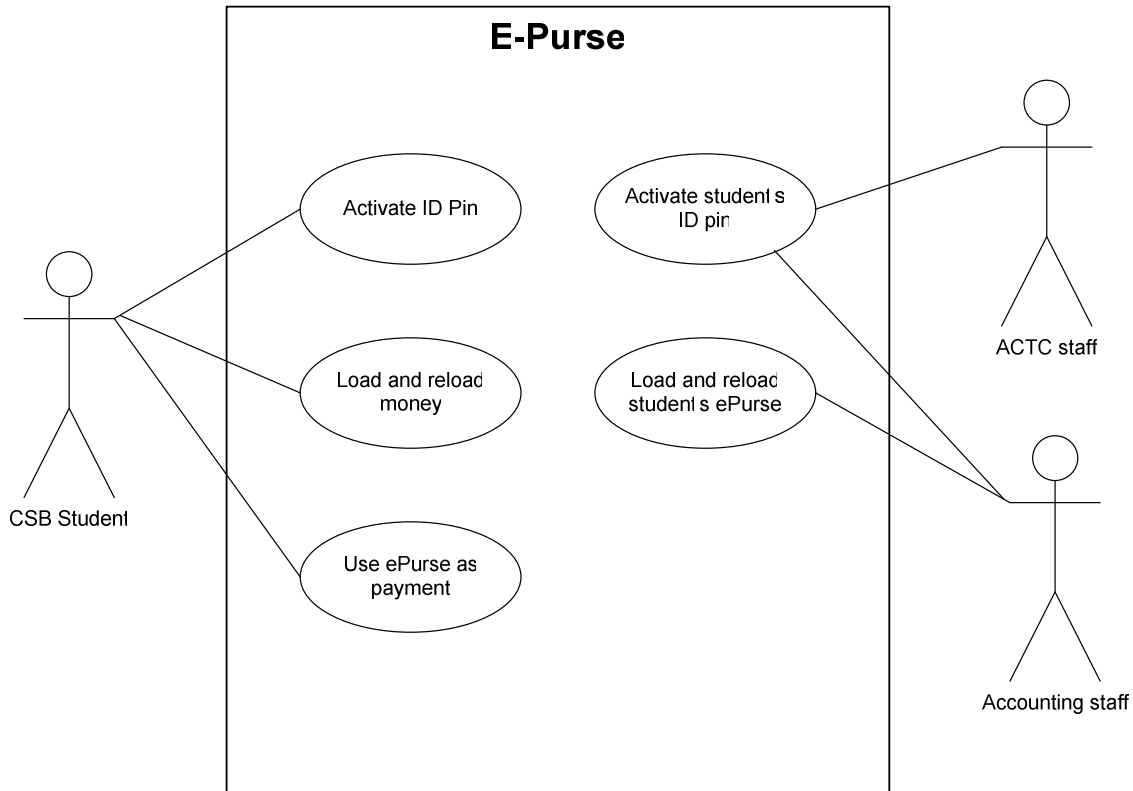 E-Purse
Activate ID Pin
Activate student s
ID pin
Load and reload
money
Load and reload
student s ePurse
Use ePurse as
payment
CSB Student
ACTC staff
Accounting staff